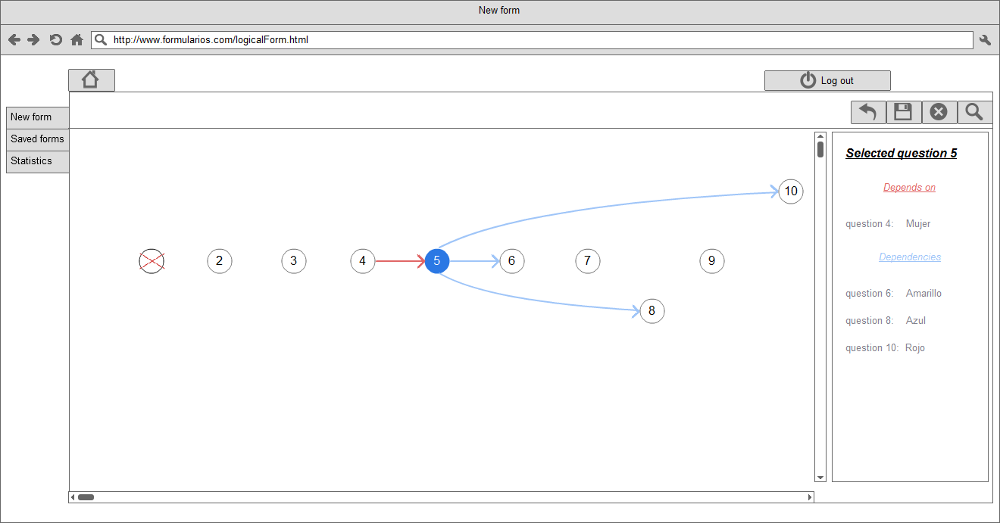 New form
http://www.formularios.com/logicalForm.html
Log out
New form
Saved forms
Statistics
Selected question 5
Depends on
question 4: Mujer
Dependencies
question 6: Amarillo
question 8: Azul
question 10: Rojo
10
2 3 4 5 6 7 9
8